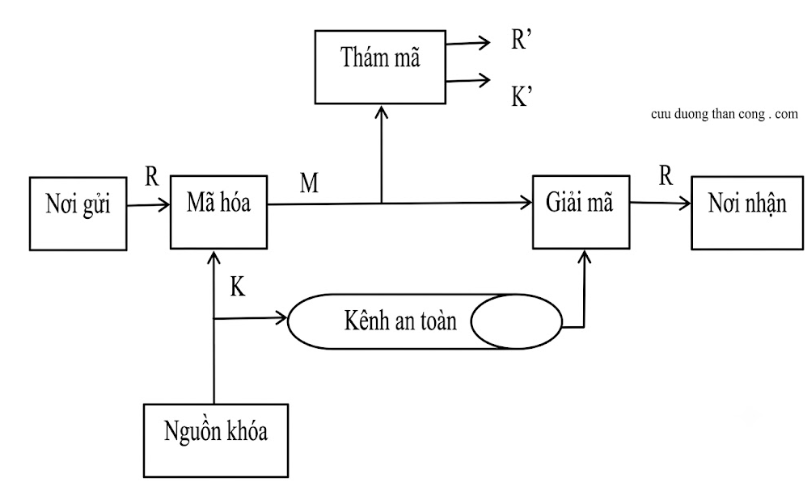 Thám mã
R’
K’
cuu duong than cong . com
Nơi gửi
R
Mã hóa
M
Giải mã
R
Nơi nhận
K
Kênh an toàn
Nguồn khóa